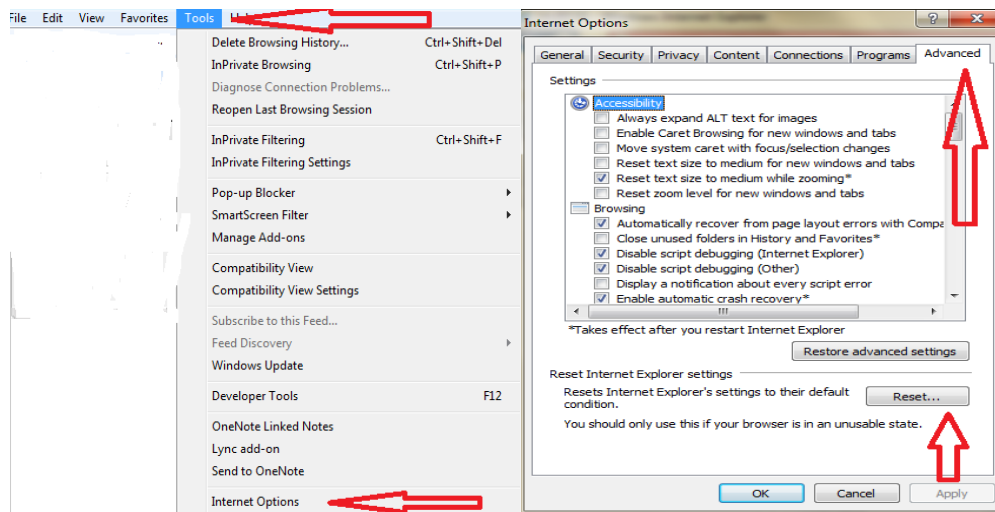 File Edit View Favorites Tools
Delete Browsing History... Ctrl+Shift+Del
InPrivate Browsing Ctrl+Shift+P
Diagnose Connection Problems...
Reopen Last Browsing Session
InPrivate Filtering Ctrl+Shift+F
InPrivate Filtering Settings
Pop-up Blocker
SmartScreen Filter
Manage Add-ons
Compatibility View
Compatibility View Settings
Subscribe to this Feed...
Feed Discovery
Windows Update
Developer Tools F12
OneNote Linked Notes
Lync add-on
Send to OneNote
Internet Options
Internet Options
General Security Privacy Content Connections Programs Advanced
Settings
Accessibility
Always expand ALT text for images
Enable Caret Browsing for new windows and tabs
Move system caret with focus/selection changes
Reset text size to medium for new windows and tabs
Reset text size to medium while zooming*
Reset zoom level for new windows and tabs
Browsing
Automatically recover from page layout errors with Compa
Close unused folders in History and Favorites*
Disable script debugging (Internet Explorer)
Disable script debugging (Other)
Display a notification about every script error
Enable automatic crash recovery*
*Takes effect after you restart Internet Explorer
Restore advanced settings
Reset Internet Explorer settings
Resets Internet Explorer's settings to their default
condition.
Reset...
You should only use this if your browser is in an unusable state.
OK Cancel Apply